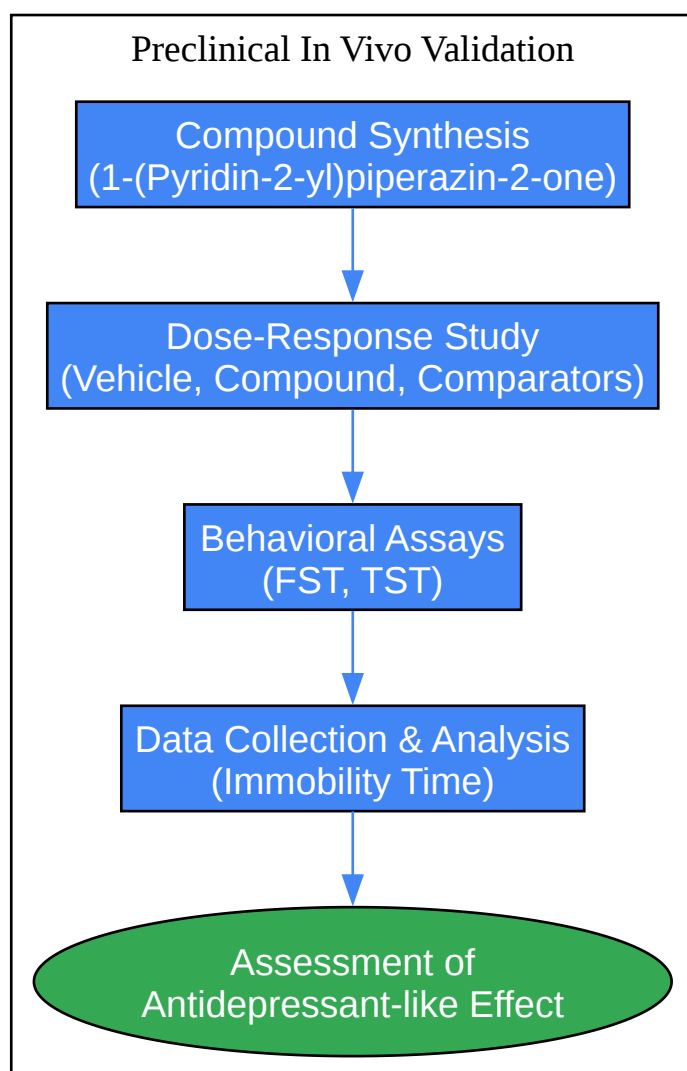 Preclinical In Vivo Validation
Compound Synthesis
(1-(Pyridin-2-yl)piperazin-2-one)
Dose-Response Study
(Vehicle, Compound, Comparators)
Behavioral Assays
(FST, TST)
Data Collection & Analysis
(Immobility Time)
Assessment of
Antidepressant-like Effect